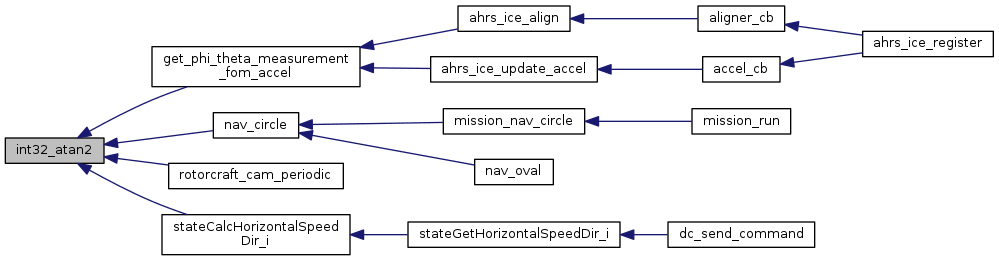 ahrs_ice_align
aligner_cb
ahrs_ice_register
get_phi_theta_measurement
_fom_accel
ahrs_ice_update_accel
accel_cb
nav_circle
mission_nav_circle
mission_run
int32_atan2
nav_oval
rotorcraft_cam_periodic
stateCalcHorizontalSpeed
Dir_i
stateGetHorizontalSpeedDir_i
dc_send_command